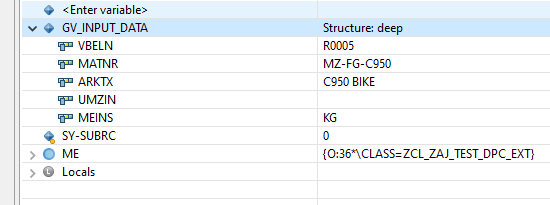 <Enter variable>
GV_INPUT_DATA Structure: deep
VBELN R0005
MATNR MZ-FG-C950
ARKTX C950 BIKE
UMZIN
MEINS KG
SY-SUBRC 0
ME {O:36*\CLASS=ZCL_ZAJ_TEST_DPC_EXT}
L Locals